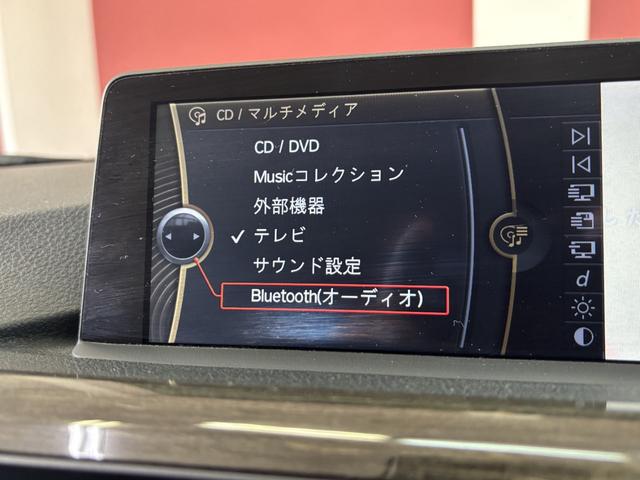 CD / マルチメディア
CD / DVD
Musicコレクション
外部機器
✓ テレビ
サウンド設定
Bluetooth(オーディオ)
d